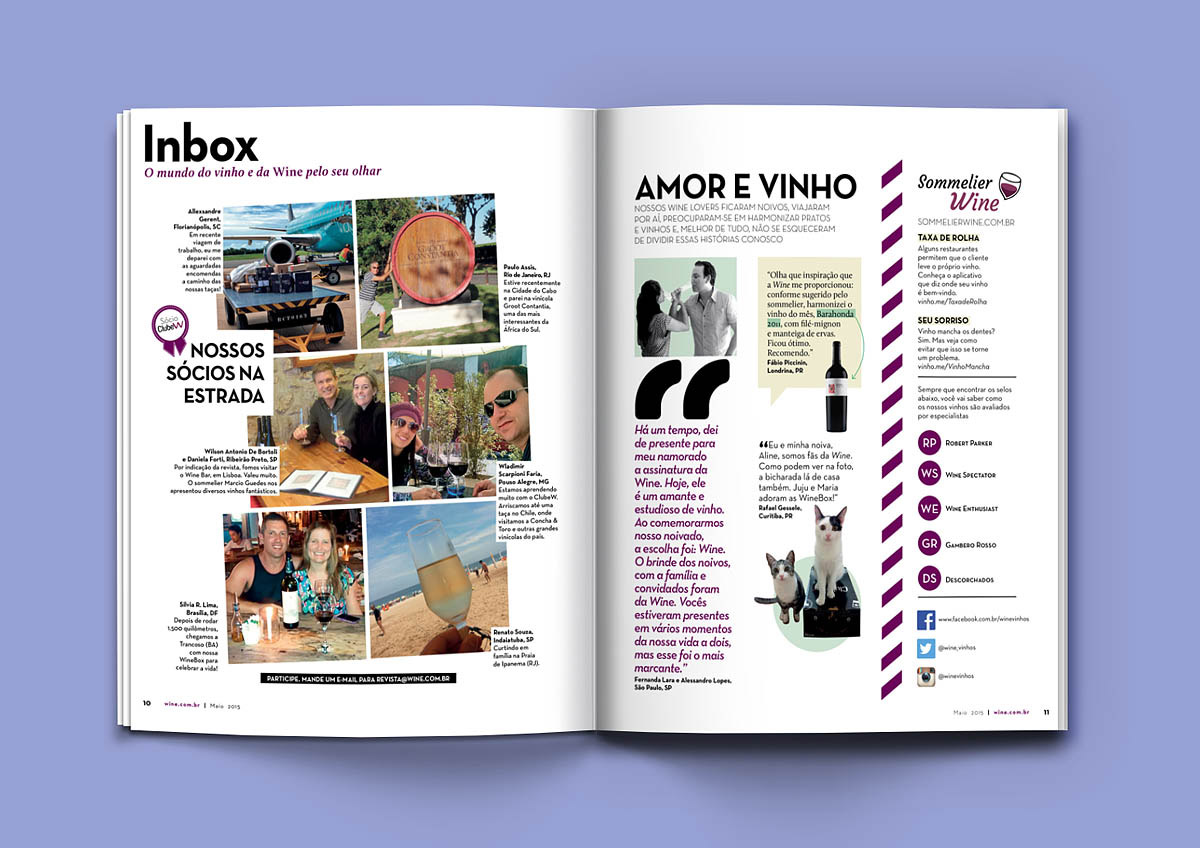 Inbox
O mundo do vinho e da Wine pelo seu olhar
Allexsandre
Gerent,
Florianópolis, SC
Em recente
viagem de
trabalho, eu me
deparei com
as aguardadas
encomendas
a caminho das
nossas taças!
GROOT
CONSTANTIA
Paulo Assis,
Rio de Janeiro, RJ
Estive recentemente
na Cidade do Cabo
e parei na vinícola
Groot Contantia,
uma das mais
interessantes da
África do Sul.
Sócio
ClubeW
NOSSOS
SÓCIOS NA
ESTRADA
Wilson Antonio De Bortoli
e Daniela Forti, Ribeirão Preto, SP
Por indicação da revista, fomos visitar
o Wine Bar, em Lisboa. Valeu muito.
O sommelier Marcio Guedes nos
apresentou diversos vinhos fantásticos.
Wladimir
Scarpioni Faria,
Pouso Alegre, MG
Estamos aprendendo
muito com o ClubeW.
Arriscamos até uma
taça no Chile, onde
visitamos a Concha &
Toro e outras grandes
vinícolas do país.
Silvia R. Lima,
Brasília, DF
Depois de rodar
1.500 quilômetros,
chegamos a
Trancoso (BA)
com nossa
WineBox para
celebrar a vida!
Renato Souza,
Indaiatuba, SP
Curtindo em
família na Praia
de Ipanema (RJ).
PARTICIPE, MANDE UM E-MAIL PARA REVISTA@WINE.COM.BR
10 wine.com.br | Maio 2015
AMOR E VINHO
NOSSOS WINE LOVERS FICARAM NOIVOS, VIAJARAM
POR AÍ, PREOCUPARAM-SE EM HARMONIZAR PRATOS
E VINHOS E, MELHOR DE TUDO, NÃO SE ESQUECERAM
DE DIVIDIR ESSAS HISTÓRIAS CONOSCO
“Olha que inspiração que
a Wine me proporcionou:
conforme sugerido pelo
sommelier, harmonizei o
vinho do mês, Barahonda
2011, com filé-mignon
e manteiga de ervas.
Ficou ótimo.
Recomendo.”
Fábio Piccinin,
Londrina, PR
“
Há um tempo, dei
de presente para
meu namorado
a assinatura da
Wine. Hoje, ele
é um amante e
estudioso de vinho.
Ao comemorarmos
nosso noivado,
a escolha foi: Wine.
O brinde dos noivos,
com a família e
convidados foram
da Wine. Vocês
estiveram presentes
em vários momentos
da nossa vida a dois,
mas esse foi o mais
marcante.”
Fernanda Lara e Alessandro Lopes,
São Paulo, SP
“Eu e minha noiva,
Aline, somos fãs da Wine.
Como podem ver na foto,
a bicharada lá de casa
também. Juju e Maria
adoram as WineBox!”
Rafael Gessele,
Curitiba, PR
Sommelier
Wine
SOMMELIERWINE.COM.BR
TAXA DE ROLHA
Alguns restaurantes
permitem que o cliente
leve o próprio vinho.
Conheça o aplicativo
que diz onde seu vinho
é bem-vindo.
vinho.me/TaxadeRolha
SEU SORRISO
Vinho mancha os dentes?
Sim. Mas veja como
evitar que isso se torne
um problema.
vinho.me/VinhoMancha
Sempre que encontrar os selos
abaixo, você vai saber como
os nossos vinhos são avaliados
por especialistas
RP ROBERT PARKER
WS WINE SPECTATOR
WE WINE ENTHUSIAST
GR GAMBERO ROSSO
DS DESCORCHADOS
www.facebook.com.br/winevinhos
@wine_vinhos
@winevinhos
Maio 2015 | wine.com.br 11